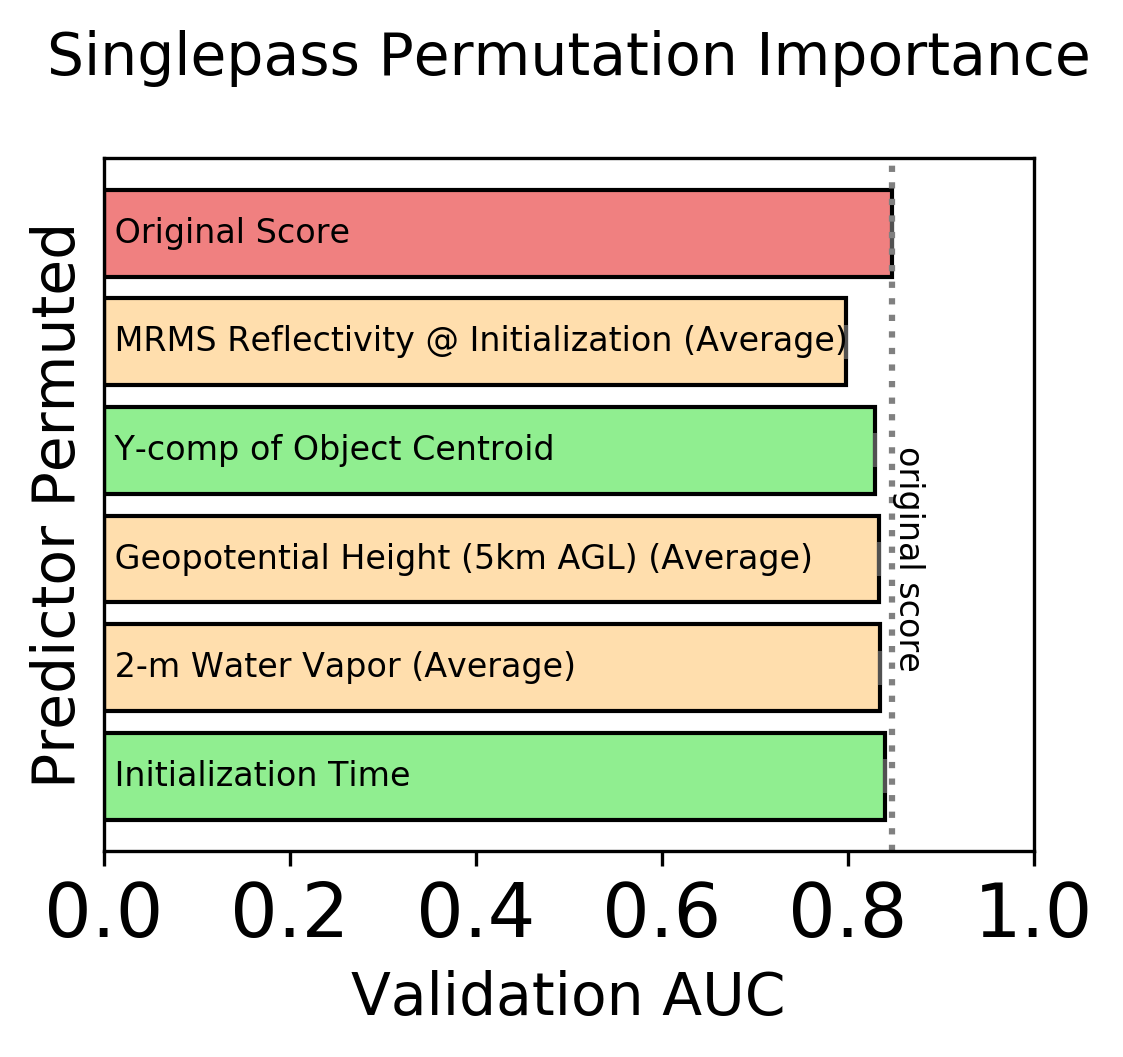 Singlepass Permutation Importance
Predictor Permuted
Original Score
MRMS Reflectivity @ Initialization (Average)
Y-comp of Object Centroid
Geopotential Height (5km AGL) (Average)
2-m Water Vapor (Average)
Initialization Time
original score
0.0 0.2 0.4 0.6 0.8 1.0
Validation AUC